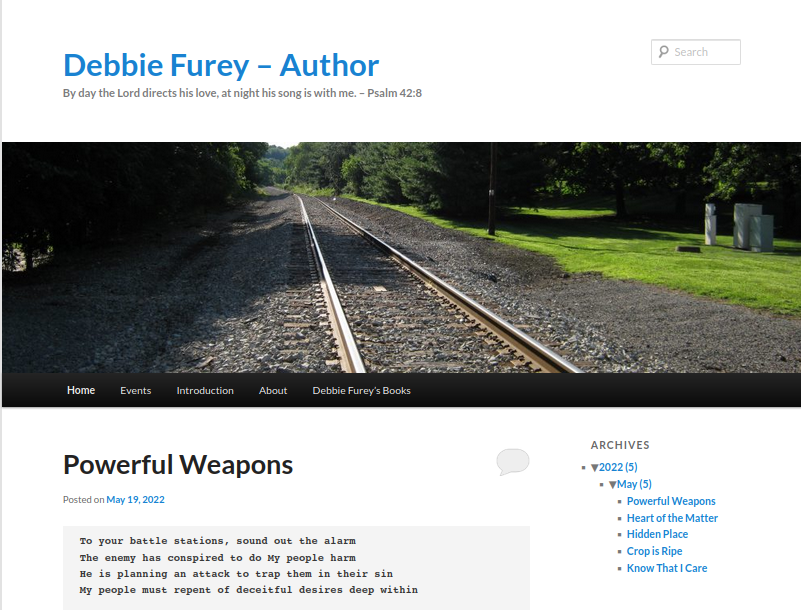 Debbie Furey – Author
By day the Lord directs his love, at night his song is with me. – Psalm 42:8
Search
Home Events Introduction About Debbie Furey's Books
Powerful Weapons
Posted on May 19, 2022
To your battle stations, sound out the alarm
The enemy has conspired to do My people harm
He is planning an attack to trap them in their sin
My people must repent of deceitful desires deep within
ARCHIVES
▼2022 (5)
▼May (5)
Powerful Weapons
Heart of the Matter
Hidden Place
Crop is Ripe
Know That I Care